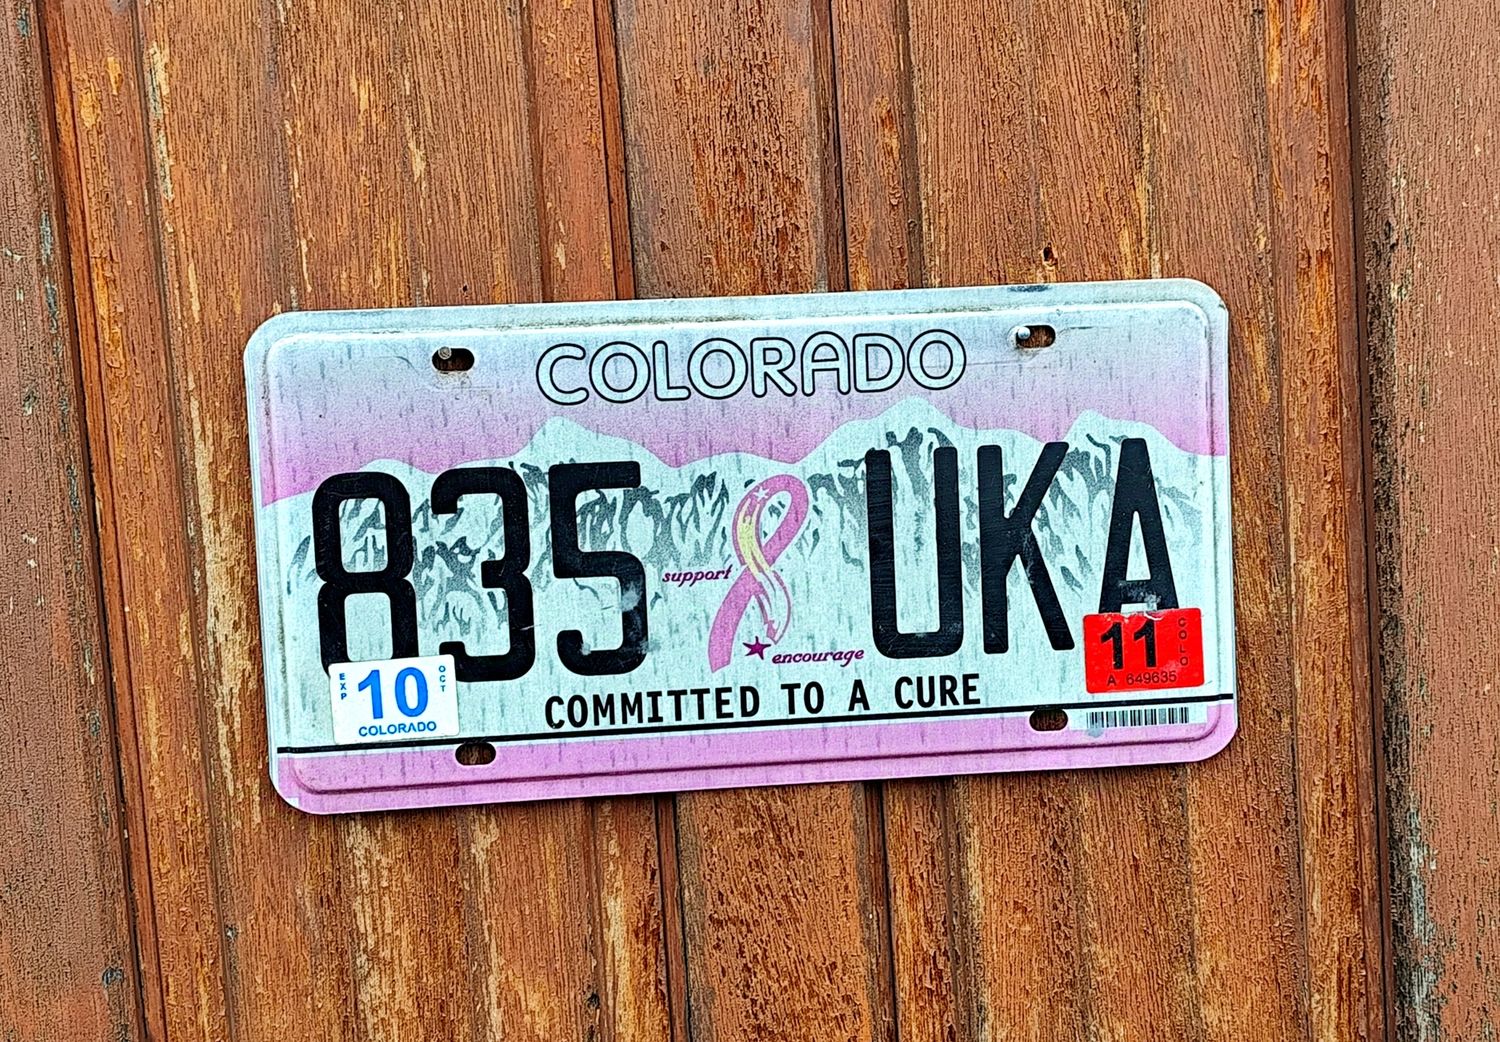 COLORADO
835 UKA
support
encourage
EXP 10 OCT
COLORADO
11 COLO
A 649635
COMMITTED TO A CURE